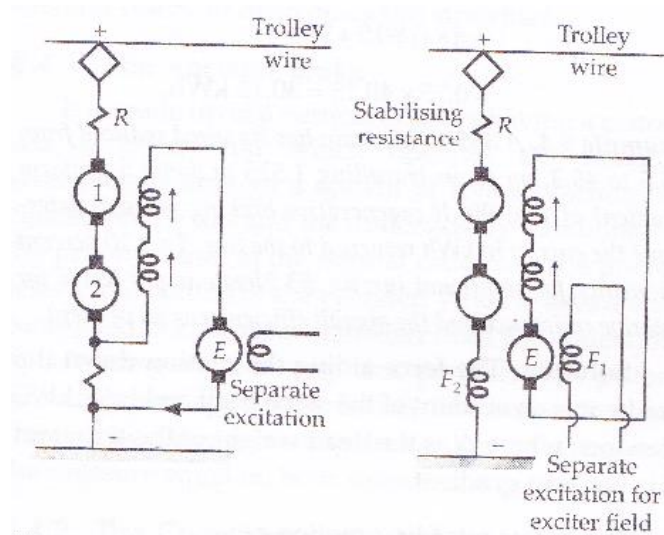 +
Trolley
wire
R
1
2
E
Separate
excitation
+
Trolley
wire
Stabilising
resistance
R
E
F2
F1
Separate
excitation for
exciter field